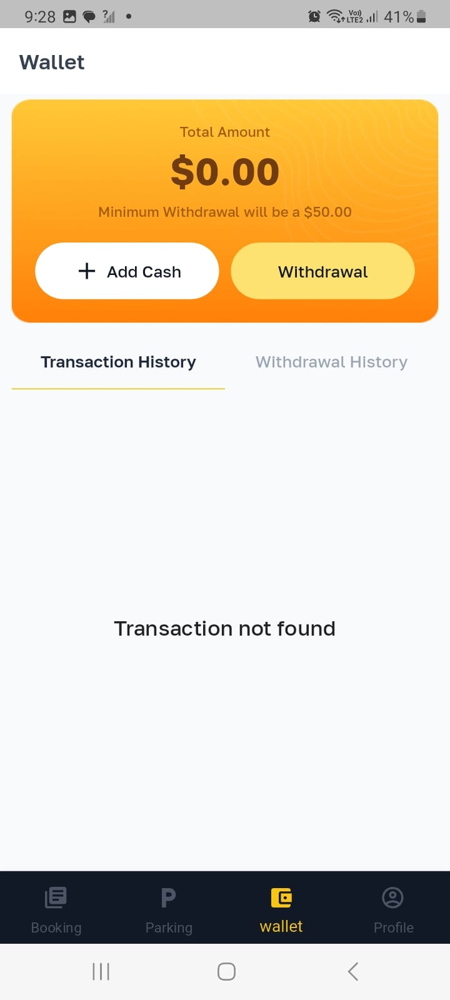 9:28
Vo)) LTE2 41%
Wallet
Total Amount
$0.00
Minimum Withdrawal will be a $50.00
+ Add Cash
Withdrawal
Transaction History
Withdrawal History
Transaction not found
Booking
Parking
wallet
Profile